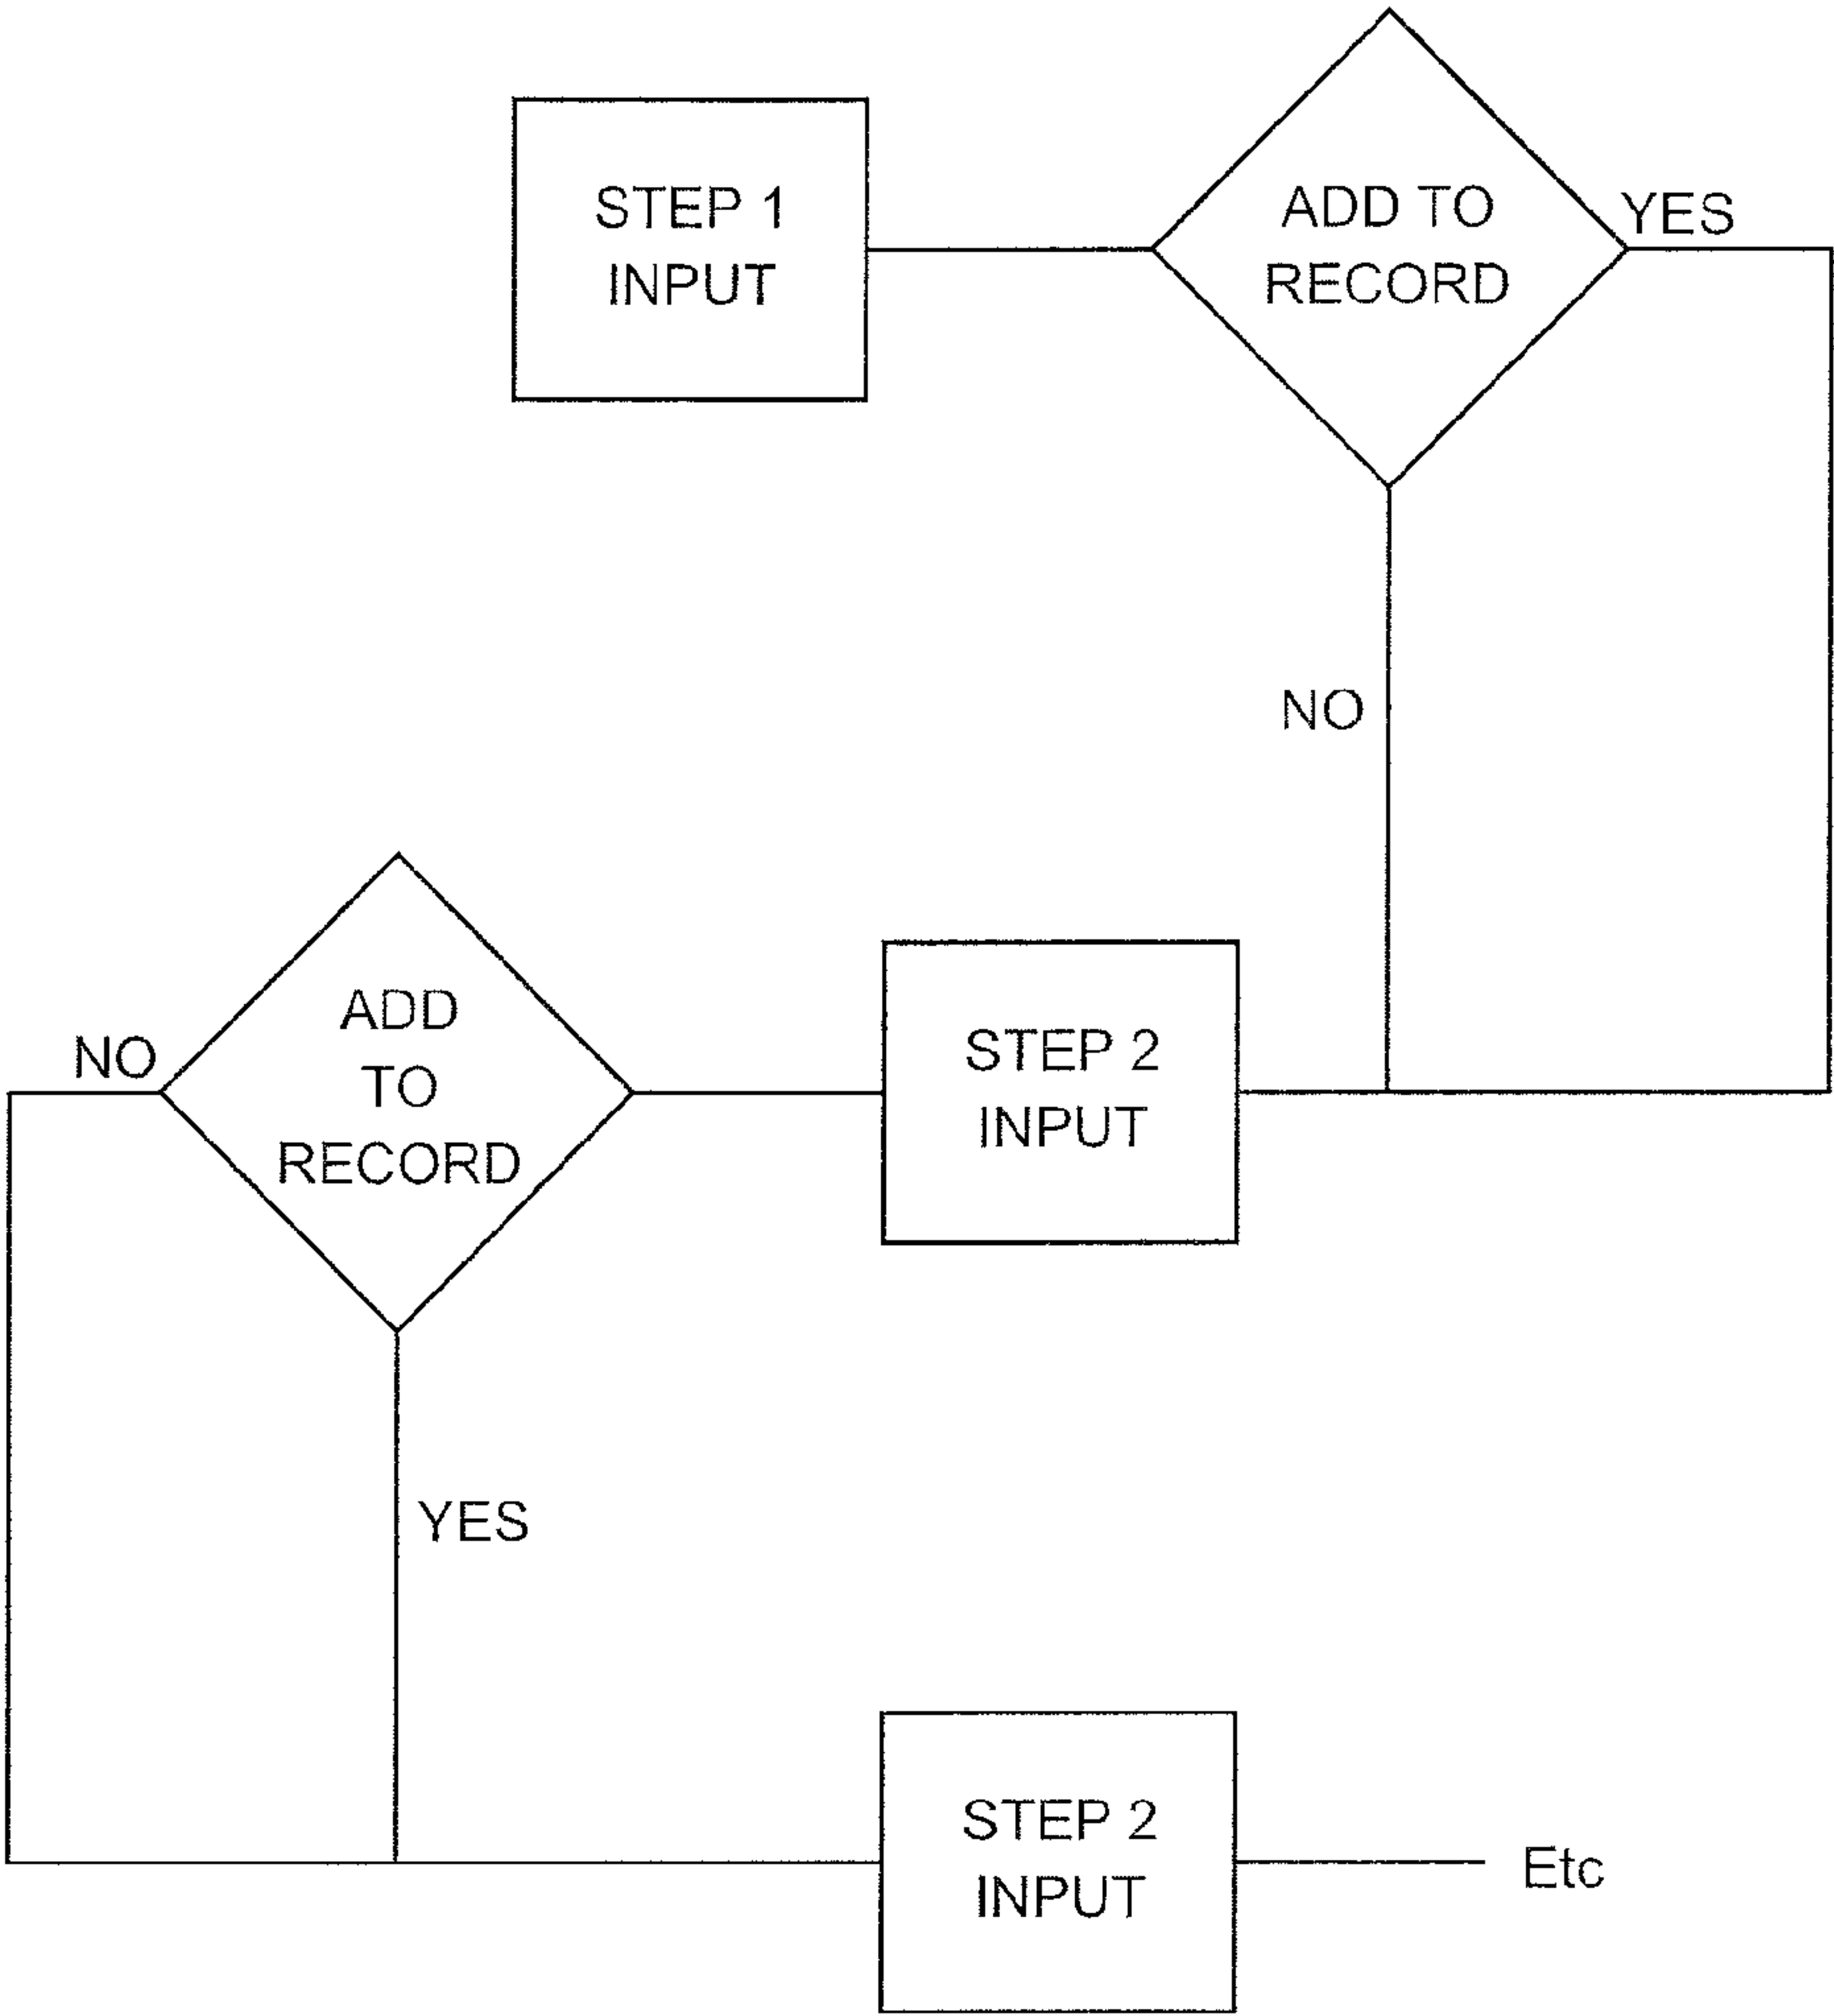 STEP 1
INPUT
ADD TO
RECORD
YES
NO
STEP 2
INPUT
ADD
TO
RECORD
NO
YES
STEP 2
INPUT
Etc